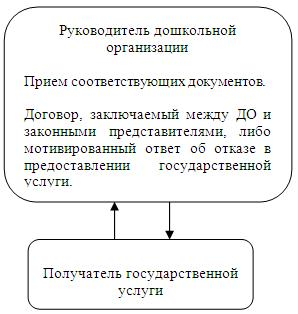 Руководитель дошкольной
организации
Прием соответствующих документов.
Договор, заключаемый между ДО и
законными представителями, либо
мотивированный ответ об отказе в
предоставлении государственной
услуги.
Получатель государственной
услуги